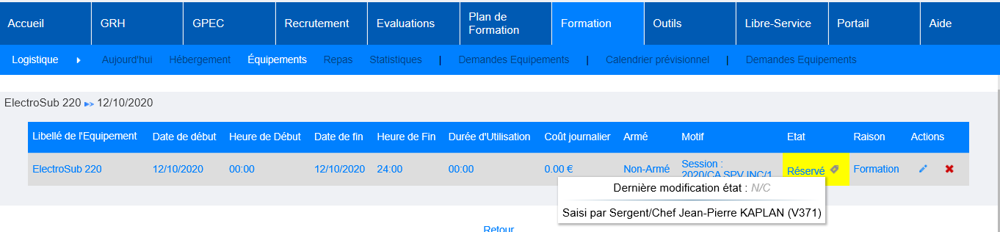 Accueil GRH GPEC Recrutement Evaluations Plan de Formation Formation Outils Libre-Service Portail Aide
Logistique Aujourd'hui Hébergement Équipements Repas Statistiques | Demandes Equipements | Calendrier prévisionnel | Demandes Equipements
ElectroSub 220 12/10/2020
Libellé de l'Equipement Date de début Heure de Début Date de fin Heure de Fin Durée d'Utilisation Coût journalier Armé Motif Etat Raison Actions
ElectroSub 220 12/10/2020 00:00 12/10/2020 24:00 00:00 0.00 € Non-Armé Session : 2020/CA SPV INC/1 Réservé Formation
Dernière modification état : N/C
Saisi par Sergent/Chef Jean-Pierre KAPLAN (V371)
Retour